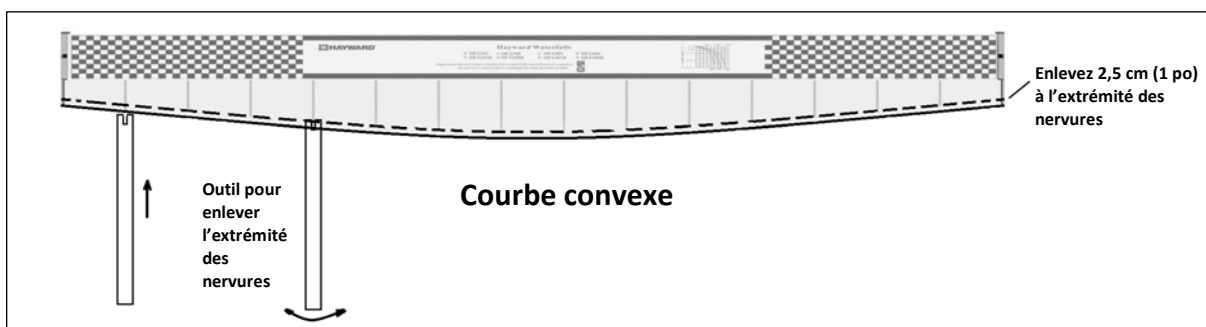 HAYWARD
Hayward Waterfalls
Enlevez 2,5 cm (1 po)
à l’extrémité des
nervures
Outil pour
enlever
l’extrémité
des
nervures
Courbe convexe